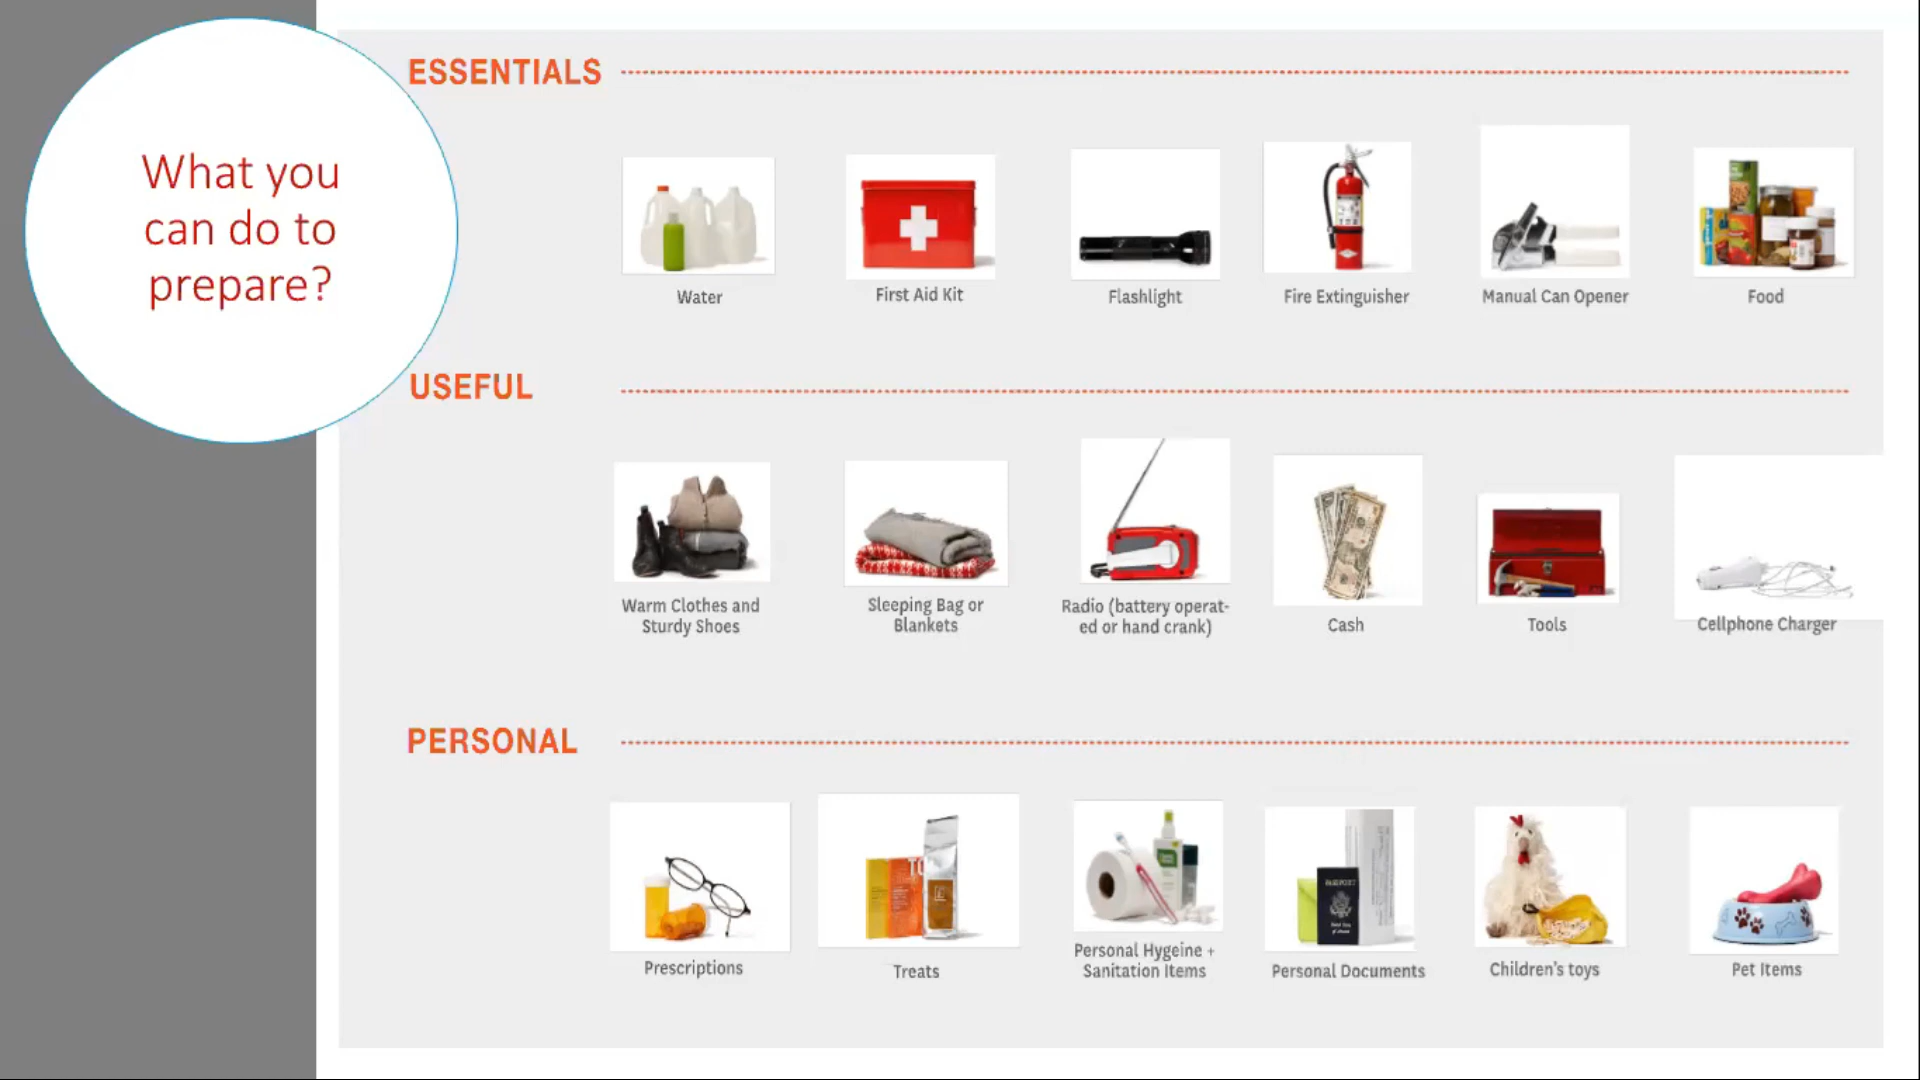 What you
can do to
prepare?
ESSENTIALS
Water
First Aid Kit
Flashlight
Fire Extinguisher
Manual Can Opener
Food
USEFUL
Warm Clothes and
Sturdy Shoes
Sleeping Bag or
Blankets
Radio (battery operat-
ed or hand crank)
Cash
Tools
Cellphone Charger
PERSONAL
Prescriptions
Treats
Personal Hygeine +
Sanitation Items
PASSPORT
Personal Documents
Children's toys
Pet Items